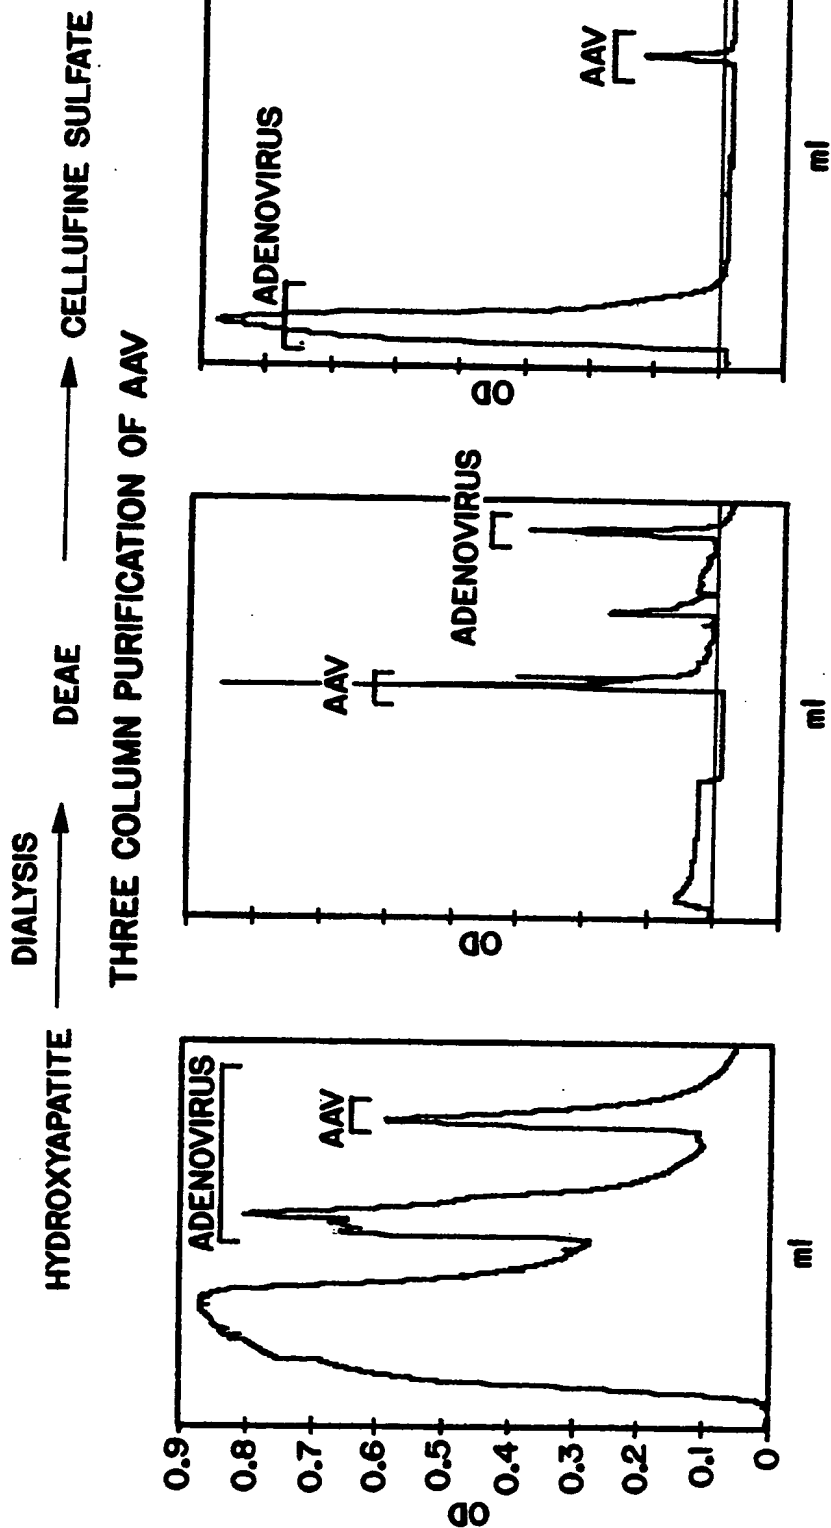 DIALYSIS
HYDROXYAPATITE DEAE CELLUFINE SULFATE
THREE COLUMN PURIFICATION OF AAV
ADENOVIRUS
AAV
0.9
0.8
0.7
0.6
0.5
0.4
0.3
0.2
0.1
0
OD
ml
AAV
ADENOVIRUS
OD
ml
ADENOVIRUS
AAV
OD
ml